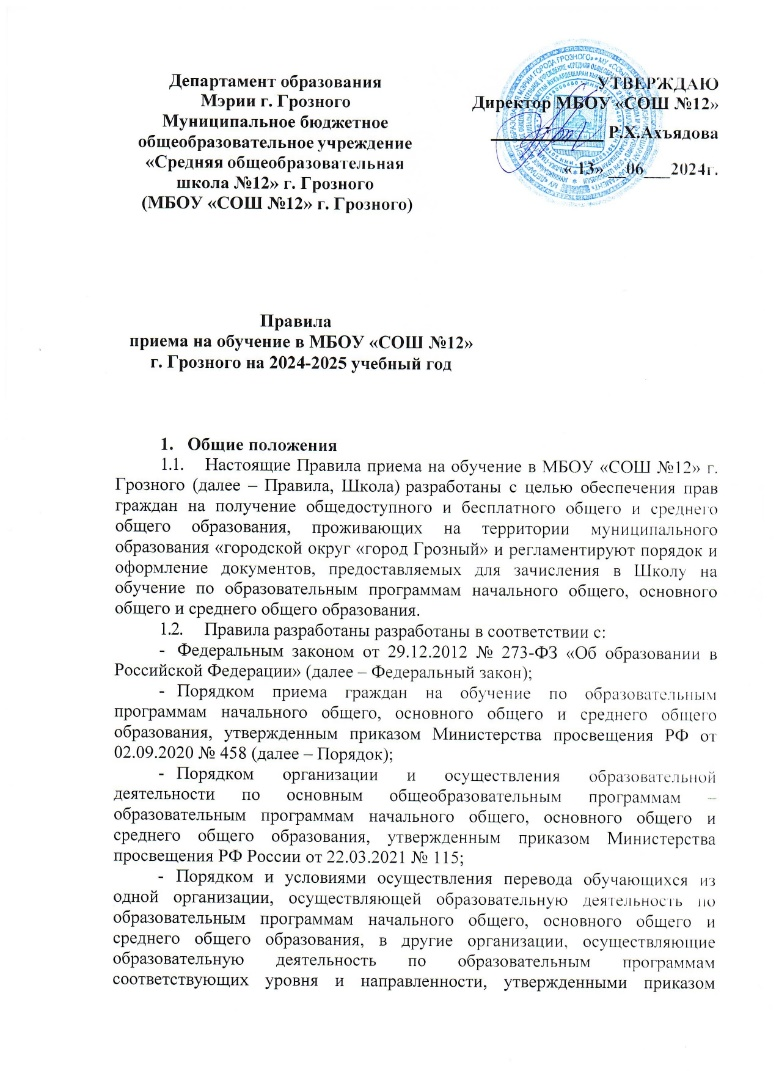 Департамент образования
Мэрии г. Грозного
Муниципальное бюджетное
общеобразовательное учреждение
«Средняя общеобразовательная
школа №12» г. Грозного
(МБОУ «СОШ №12» г. Грозного)
УТВЕРЖДАЮ
Директор МБОУ «СОШ №12»
Р.Х.Ахъядова
« 13» __06___2024г.
Правила
приема на обучение в МБОУ «СОШ №12»
г. Грозного на 2024-2025 учебный год
1. Общие положения
1.1. Настоящие Правила приема на обучение в МБОУ «СОШ №12» г.
Грозного (далее – Правила, Школа) разработаны с целью обеспечения прав
граждан на получение общедоступного и бесплатного общего и среднего
общего образования, проживающих на территории муниципального
образования «городской округ «город Грозный» и регламентируют порядок и
оформление документов, предоставляемых для зачисления в Школу на
обучение по образовательным программам начального общего, основного
общего и среднего общего образования.
1.2. Правила разработаны разработаны в соответствии с:
- Федеральным законом от 29.12.2012 № 273-ФЗ «Об образовании в
Российской Федерации» (далее – Федеральный закон);
- Порядком приема граждан на обучение по образовательным
программам начального общего, основного общего и среднего общего
образования, утвержденным приказом Министерства просвещения РФ от
02.09.2020 № 458 (далее – Порядок);
- Порядком организации и осуществления образовательной
деятельности по основным общеобразовательным программам –
образовательным программам начального общего, основного общего и
среднего общего образования, утвержденным приказом Министерства
просвещения РФ России от 22.03.2021 № 115;
- Порядком и условиями осуществления перевода обучающихся из
одной организации, осуществляющей образовательную деятельность по
образовательным программам начального общего, основного общего и
среднего общего образования, в другие организации, осуществляющие
образовательную деятельность по образовательным программам
соответствующих уровня и направленности, утвержденными приказом